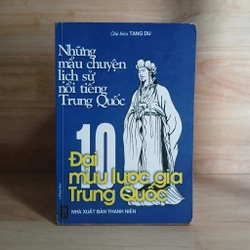 Chủ biên TANG DU
Những
mẩu chuyện
lịch sử
nổi tiếng
Trung Quốc
10
Đại
mưu lược gia
Trung Quốc
NHÀ XUẤT BẢN THANH NIÊN